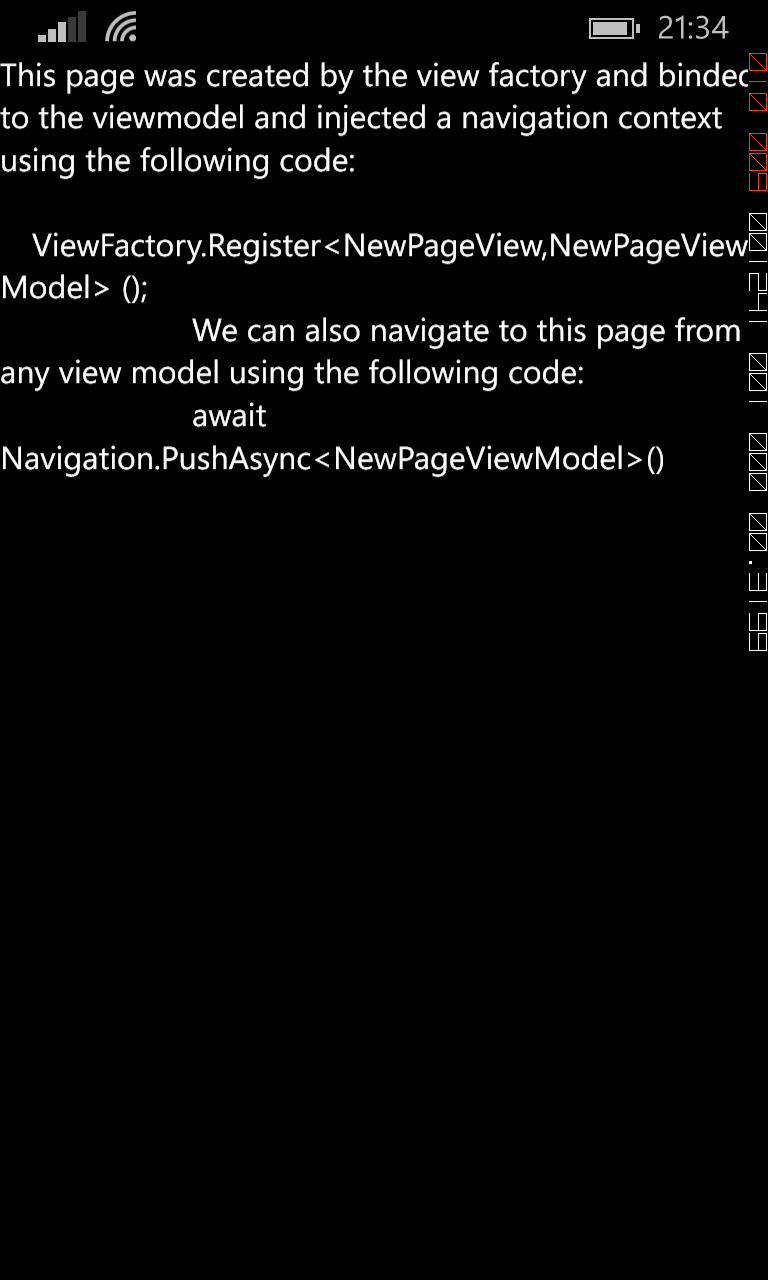 21:34
This page was created by the view factory and binded
to the viewmodel and injected a navigation context
using the following code:
ViewFactory.Register<NewPageView,NewPageView
Model> ();
We can also navigate to this page from
any view model using the following code:
await
Navigation.PushAsync<NewPageViewModel>()